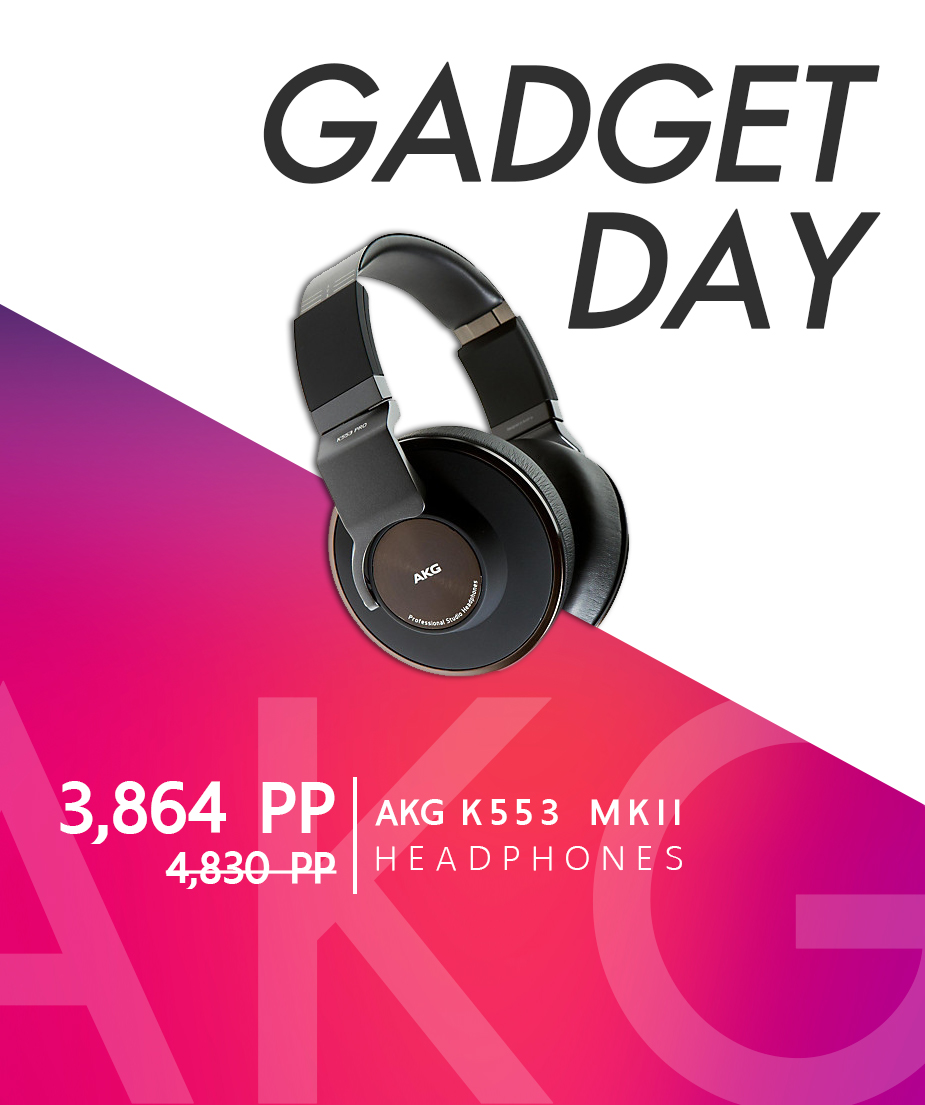 GADGET
DAY
K553 PRO
AKG
Professional Studio Headphones
AKG
3,864 PP
4,830 PP
AKG K553 MKII
HEADPHONES